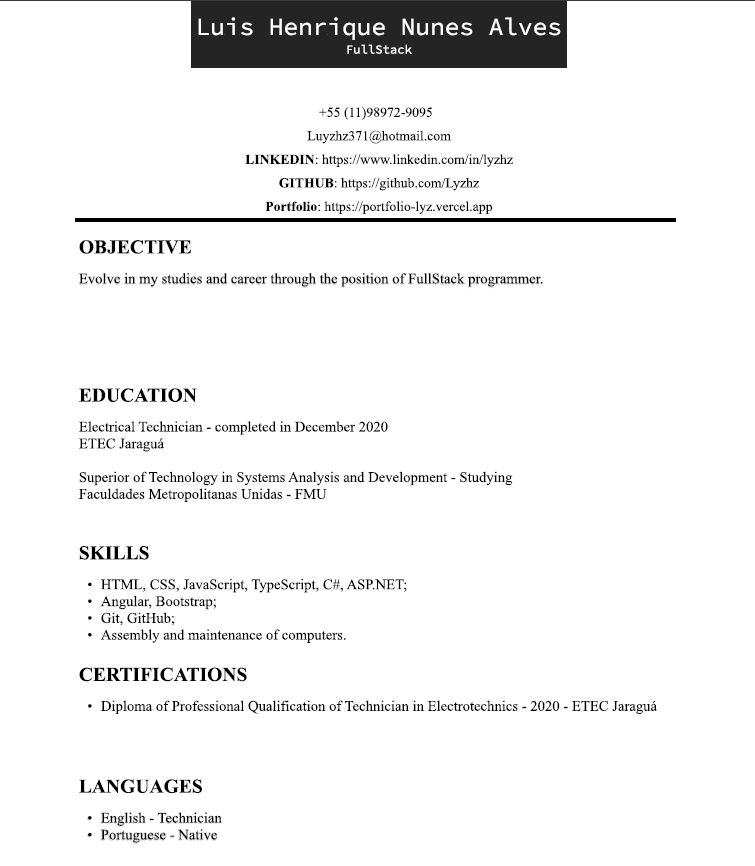 Luis Henrique Nunes Alves
FullStack
+55 (11)98972-9095
Luyzhz371@hotmail.com
LINKEDIN: https://www.linkedin.com/in/lyzhz
GITHUB: https://github.com/Lyzhz
Portfolio: https://portfolio-lyz.vercel.app
OBJECTIVE
Evolve in my studies and career through the position of FullStack programmer.
EDUCATION
Electrical Technician - completed in December 2020
ETEC Jaraguá
Superior of Technology in Systems Analysis and Development - Studying
Faculdades Metropolitanas Unidas - FMU
SKILLS
• HTML, CSS, JavaScript, TypeScript, C#, ASP.NET;
• Angular, Bootstrap;
• Git, GitHub;
• Assembly and maintenance of computers.
CERTIFICATIONS
• Diploma of Professional Qualification of Technician in Electrotechnics - 2020 - ETEC Jaraguá
LANGUAGES
• English - Technician
• Portuguese - Native